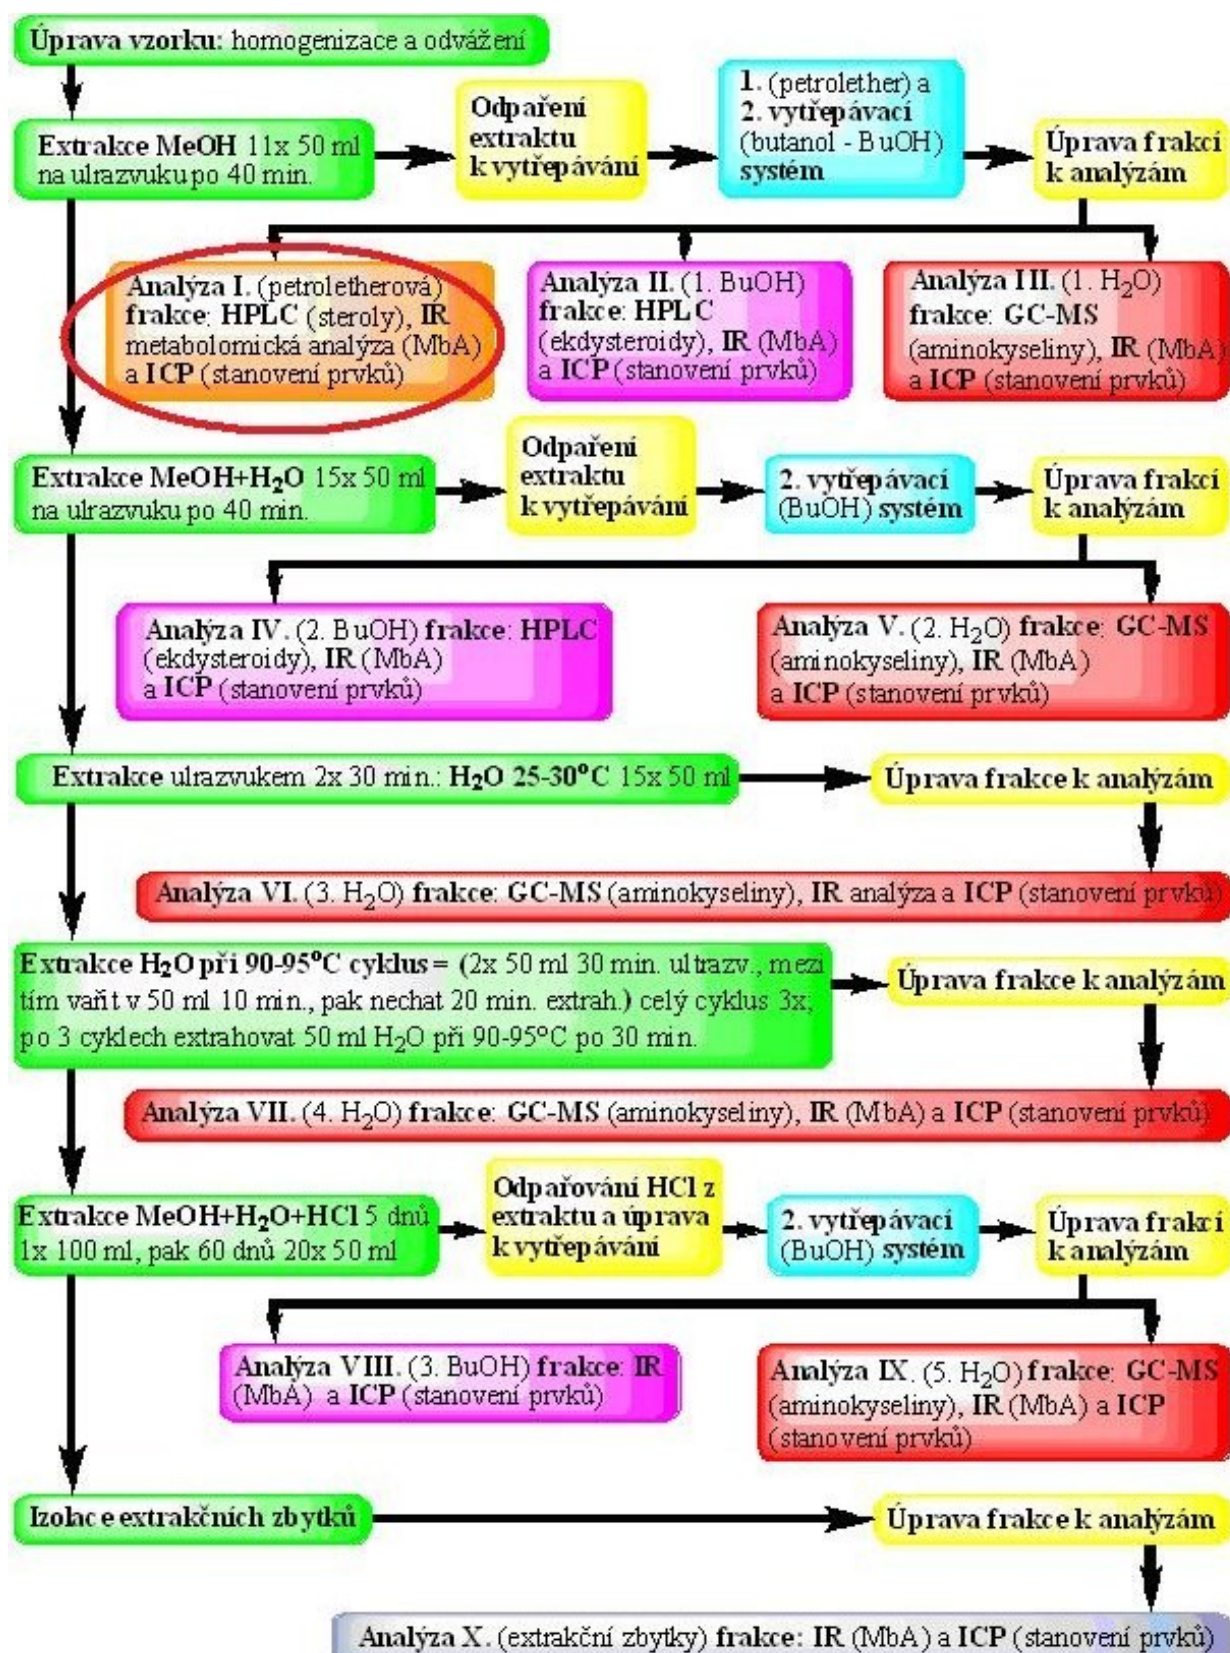 Úprava vzorku: homogenizace a odvážení
Extrakce MeOH 11x 50 ml
na ulrazvuku po 40 min.
Odpaření
extraktu
k vytřepávání
1. (petrolether) a
2. vytřepávací
(butanol - BuOH)
systém
Úprava frakcí
k analýzám
Analýza I. (petroletherová)
frakce: HPLC (steroly), IR
metabolomická analýza (MbA)
a ICP (stanovení prvků)
Analýza II. (1. BuOH)
frakce: HPLC
(ekdysteroidy), IR (MbA)
a ICP (stanovení prvků)
Analýza III. (1. H₂O)
frakce: GC-MS
(aminokyseliny), IR (MbA)
a ICP (stanovení prvků)
Extrakce MeOH+H₂O 15x 50 ml
na ulrazvuku po 40 min.
Odpaření
extraktu
k vytřepávání
2. vytřepávací
(BuOH) systém
Úprava frakcí
k analýzám
Analýza IV. (2. BuOH) frakce: HPLC
(ekdysteroidy), IR (MbA)
a ICP (stanovení prvků)
Analýza V. (2. H₂O) frakce: GC-MS
(aminokyseliny), IR (MbA)
a ICP (stanovení prvků)
Extrakce ulrazvukem 2x 30 min.: H₂O 25-30°C 15x 50 ml
Úprava frakce k analýzám
Analýza VI. (3. H₂O) frakce: GC-MS (aminokyseliny), IR analýza a ICP (stanovení prvků)
Extrakce H₂O při 90-95°C cyklus = (2x 50 ml 30 min. ultrazv., mezi
tím vařit v 50 ml 10 min., pak nechat 20 min. extrah.) celý cyklus 3x;
po 3 cyklech extrahovat 50 ml H₂O při 90-95°C po 30 min.
Úprava frakce k analýzám
Analýza VII. (4. H₂O) frakce: GC-MS (aminokyseliny), IR (MbA) a ICP (stanovení prvků)
Extrakce MeOH+H₂O+HCl 5 dnů
1x 100 ml, pak 60 dnů 20x 50 ml
Odpařování HCl z
extraktu a úprava
k vytřepávání
2. vytřepávací
(BuOH) systém
Úprava frakcí
k analýzám
Analýza VIII. (3. BuOH) frakce: IR
(MbA) a ICP (stanovení prvků)
Analýza IX. (5. H₂O) frakce: GC-MS
(aminokyseliny), IR (MbA) a ICP
(stanovení prvků)
Izolace extrakčních zbytků
Úprava frakce k analýzám
Analýza X. (extrakční zbytky) frakce: IR (MbA) a ICP (stanovení prvků)